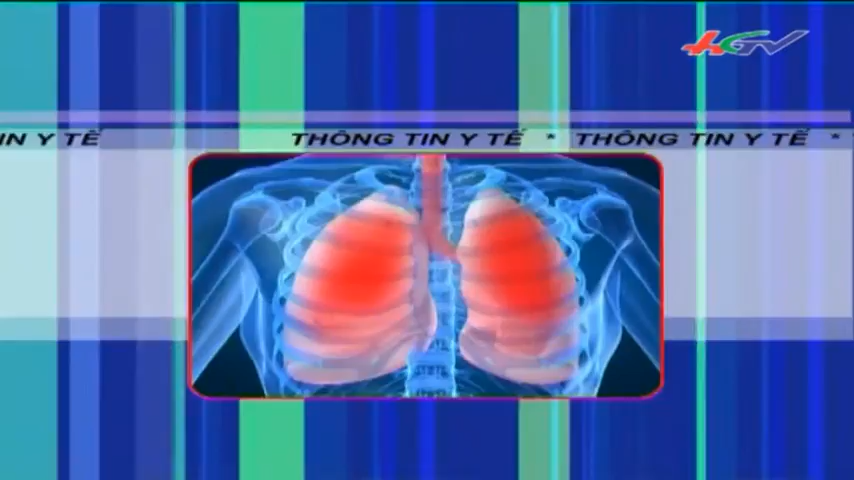 HGV
IN Y TẾ THÔNG TIN Y TẾ * THÔNG TIN Y TẾ *